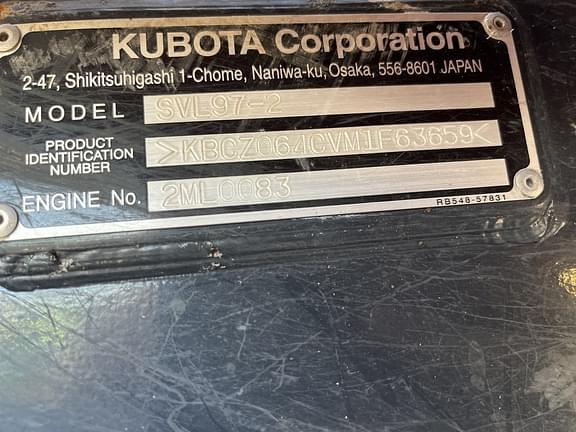 KUBOTA Corporation
2-47, Shikitsuhigashi 1-Chome, Naniwa-ku, Osaka, 556-8601 JAPAN
MODEL SVL97-2
PRODUCT
IDENTIFICATION
NUMBER >KBCZ064CVM1F63659<
ENGINE No. 2ML0083
RB548-57831